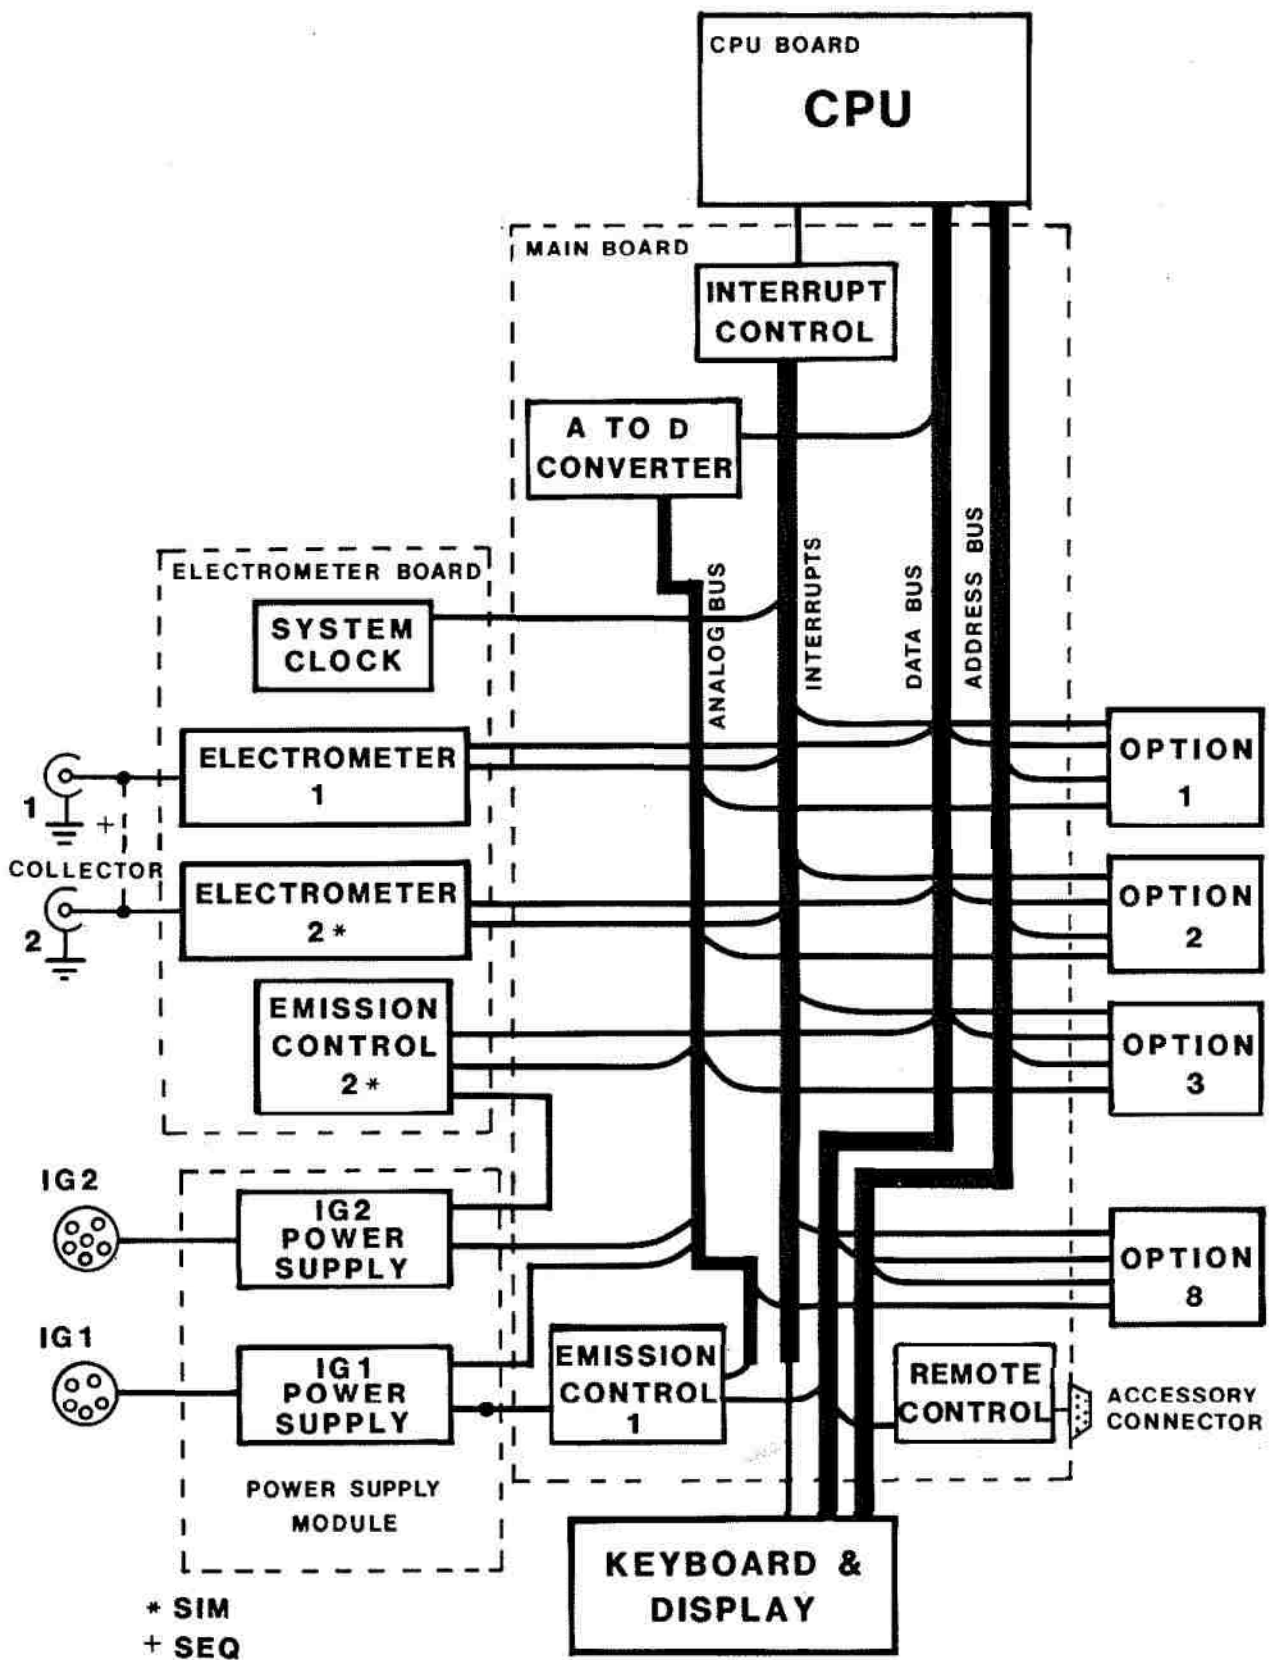 CPU BOARD
CPU
MAIN BOARD
INTERRUPT
CONTROL
A TO D
CONVERTER
ANALOG BUS
INTERRUPTS
DATA BUS
ADDRESS BUS
ELECTROMETER BOARD
SYSTEM
CLOCK
ELECTROMETER
1
1
+
COLLECTOR
ELECTROMETER
2 *
2
EMISSION
CONTROL
2 *
OPTION
1
OPTION
2
OPTION
3
OPTION
8
IG2
IG2
POWER
SUPPLY
IG1
IG1
POWER
SUPPLY
EMISSION
CONTROL
1
REMOTE
CONTROL
ACCESSORY
CONNECTOR
POWER SUPPLY
MODULE
KEYBOARD &
DISPLAY
* SIM
+ SEQ